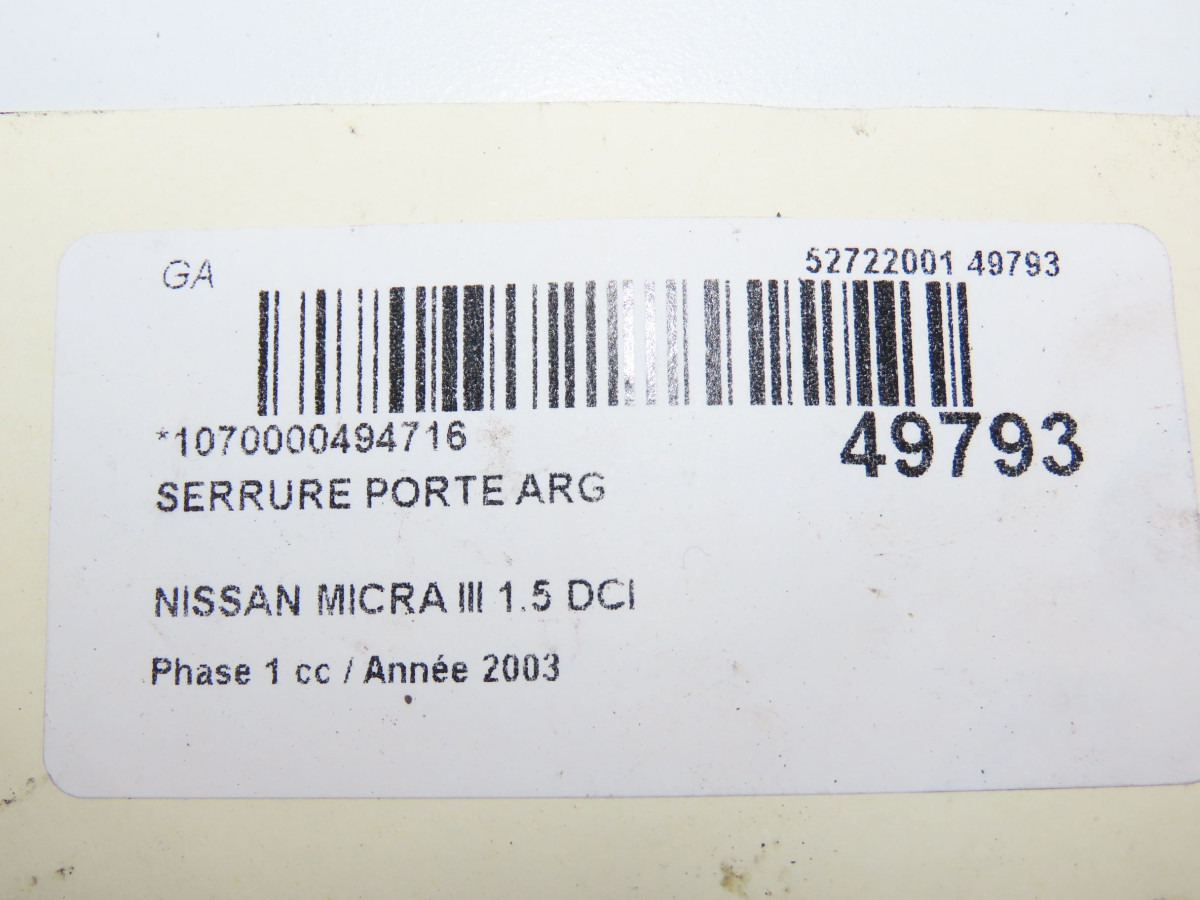 GA
52722001 49793
*1070000494716
49793
SERRURE PORTE ARG
NISSAN MICRA III 1.5 DCI
Phase 1 cc / Année 2003